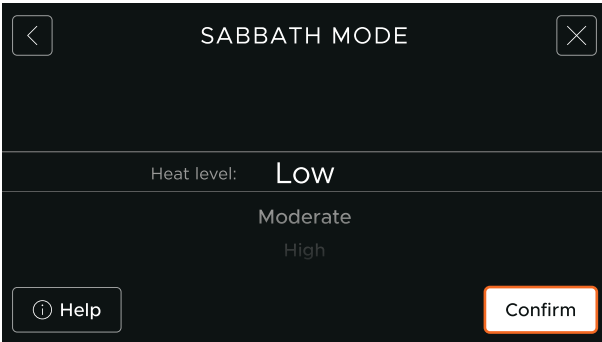 SABBATH MODE
Heat level: Low
Moderate
High
Help
Confirm